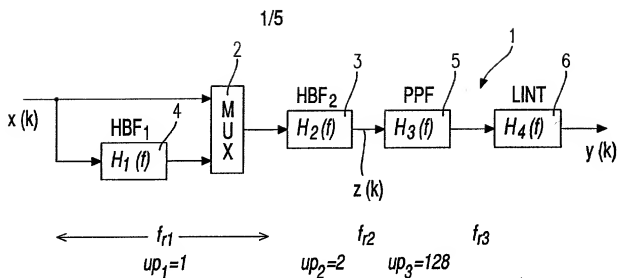 1/5
1
2
3
5
6
HBF₁
4
MUX
HBF₂
PPF
LINT
x (k)
H₁(f)
H₂(f)
H₃(f)
H₄(f)
z (k)
y (k)
fr1
fr2
fr3
up₁=1
up₂=2
up₃=128